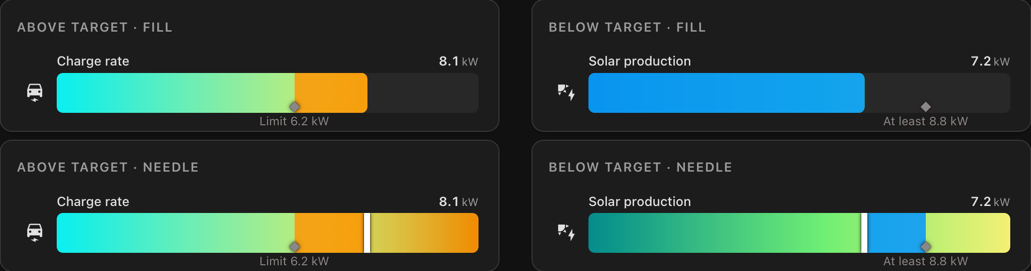 ABOVE TARGET · FILL
Charge rate 8.1 kW
Limit 6.2 kW
BELOW TARGET · FILL
Solar production 7.2 kW
At least 8.8 kW
ABOVE TARGET · NEEDLE
Charge rate 8.1 kW
Limit 6.2 kW
BELOW TARGET · NEEDLE
Solar production 7.2 kW
At least 8.8 kW